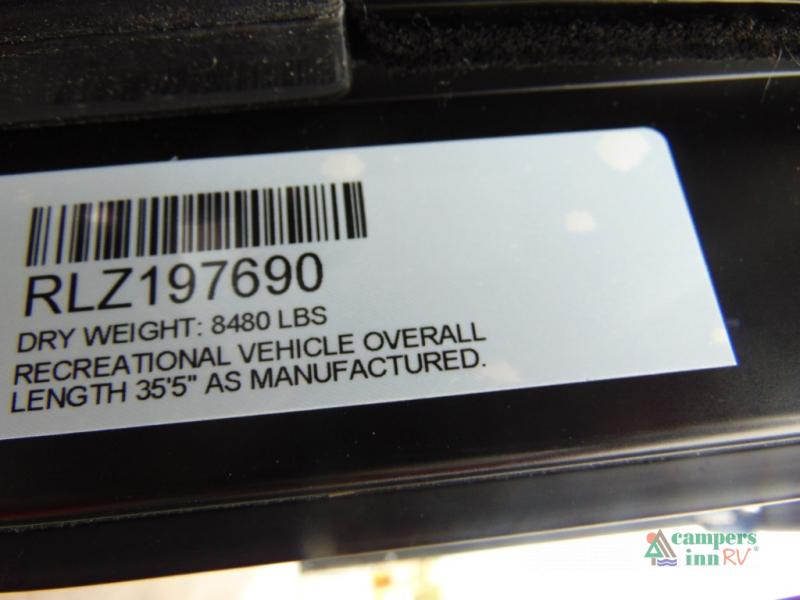 RLZ197690
DRY WEIGHT: 8480 LBS
RECREATIONAL VEHICLE OVERALL
LENGTH 35'5" AS MANUFACTURED.
campers
inn RV®